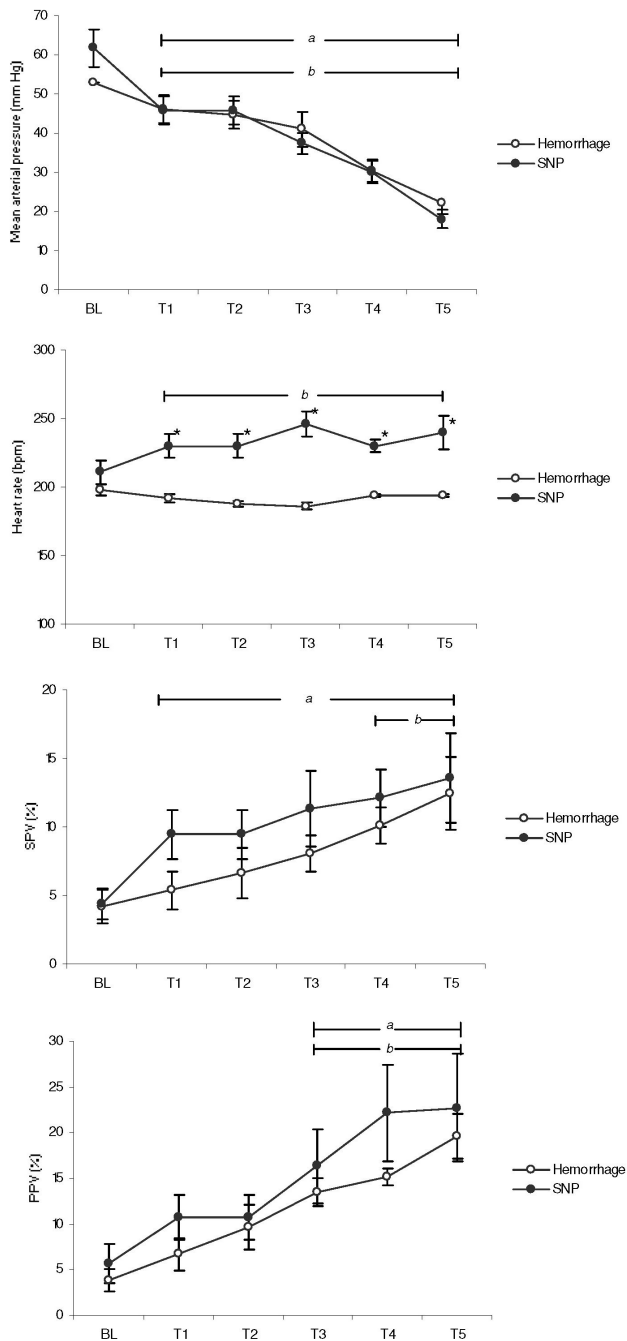 70
60
50
40
30
20
10
0
Mean arterial pressure (mm Hg)
a
b
Hemorrhage
SNP
BL T1 T2 T3 T4 T5
300
250
200
150
100
Heart rate (bpm)
b
* * * * *
Hemorrhage
SNP
BL T1 T2 T3 T4 T5
20
15
10
5
0
SPV (%)
a
b
Hemorrhage
SNP
BL T1 T2 T3 T4 T5
30
25
20
15
10
5
0
PPV (%)
a
b
Hemorrhage
SNP
BL T1 T2 T3 T4 T5